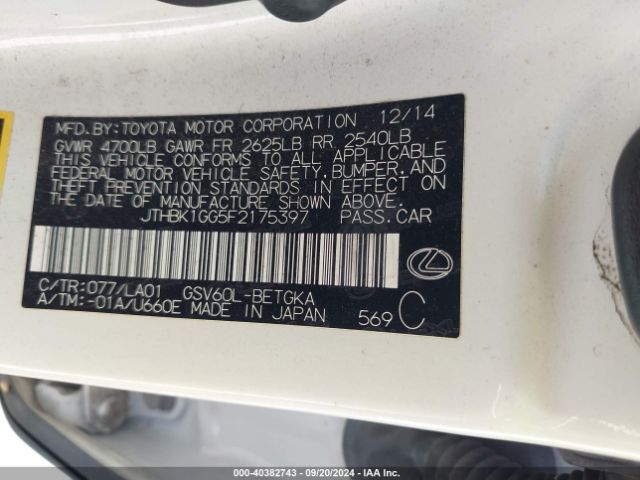 MFD.BY:TOYOTA MOTOR CORPORATION 12/14
GVWR 4700LB GAWR FR 2625LB RR 2540LB
THIS VEHICLE CONFORMS TO ALL APPLICABLE
FEDERAL MOTOR VEHICLE SAFETY,BUMPER,AND
THEFT PREVENTION STANDARDS IN EFFECT ON
THE DATE OF MANUFACTURE SHOWN ABOVE.
JTHBK1GG5F2175397 PASS.CAR
C/TR:077/LA01 GSV60L-BETGKA
A/TM:-01A/U660E MADE IN JAPAN 569 C
000-40382743 - 09/20/2024 - IAA Inc.